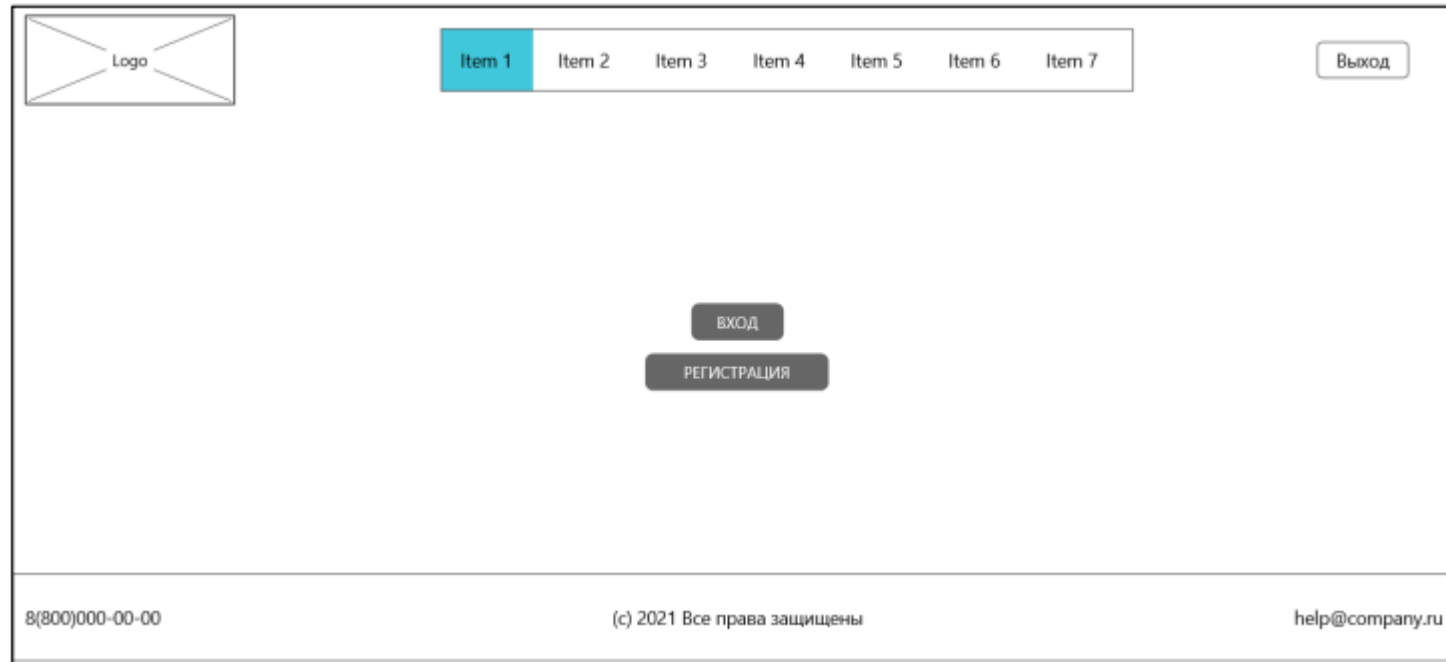 Logo
Item 1 Item 2 Item 3 Item 4 Item 5 Item 6 Item 7
Выход
ВХОД
РЕГИСТРАЦИЯ
8(800)000-00-00
(c) 2021 Все права защищены
help@company.ru